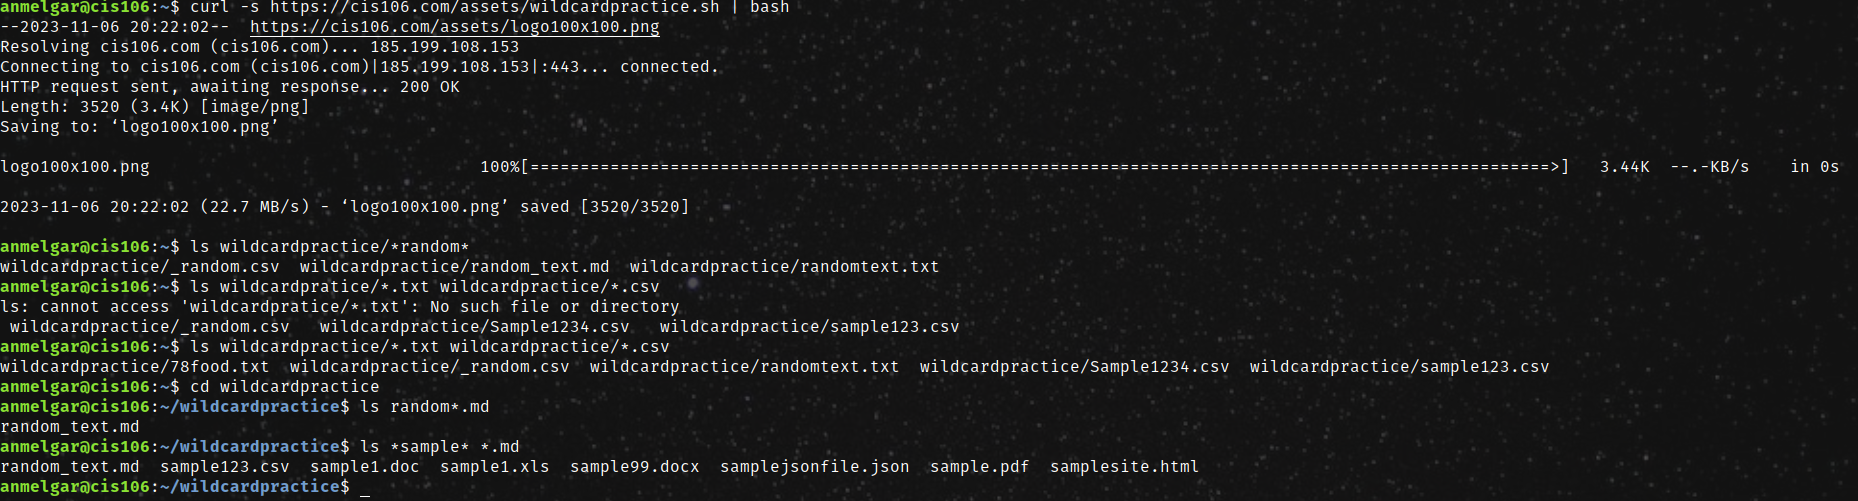 anmelgar@cis106:~$ curl -s https://cis106.com/assets/wildcardpractice.sh | bash
--2023-11-06 20:22:02--  https://cis106.com/assets/logo100x100.png
Resolving cis106.com (cis106.com)... 185.199.108.153
Connecting to cis106.com (cis106.com)|185.199.108.153|:443... connected.
HTTP request sent, awaiting response... 200 OK
Length: 3520 (3.4K) [image/png]
Saving to: ‘logo100x100.png’
logo100x100.png                                 100%[======================================================================================================>]   3.44K  --.-KB/s    in 0s
2023-11-06 20:22:02 (22.7 MB/s) - ‘logo100x100.png’ saved [3520/3520]
anmelgar@cis106:~$ ls wildcardpractice/*random*
wildcardpractice/_random.csv  wildcardpractice/random_text.md  wildcardpractice/randomtext.txt
anmelgar@cis106:~$ ls wildcardpratice/*.txt wildcardpractice/*.csv
ls: cannot access 'wildcardpratice/*.txt': No such file or directory
 wildcardpractice/_random.csv   wildcardpractice/Sample1234.csv   wildcardpractice/sample123.csv
anmelgar@cis106:~$ ls wildcardpractice/*.txt wildcardpractice/*.csv
wildcardpractice/78food.txt  wildcardpractice/_random.csv  wildcardpractice/randomtext.txt  wildcardpractice/Sample1234.csv  wildcardpractice/sample123.csv
anmelgar@cis106:~$ cd wildcardpractice
anmelgar@cis106:~/wildcardpractice$ ls random*.md
random_text.md
anmelgar@cis106:~/wildcardpractice$ ls *sample* *.md
random_text.md  sample123.csv  sample1.doc  sample1.xls  sample99.docx  samplejsonfile.json  sample.pdf  samplesite.html
anmelgar@cis106:~/wildcardpractice$ _